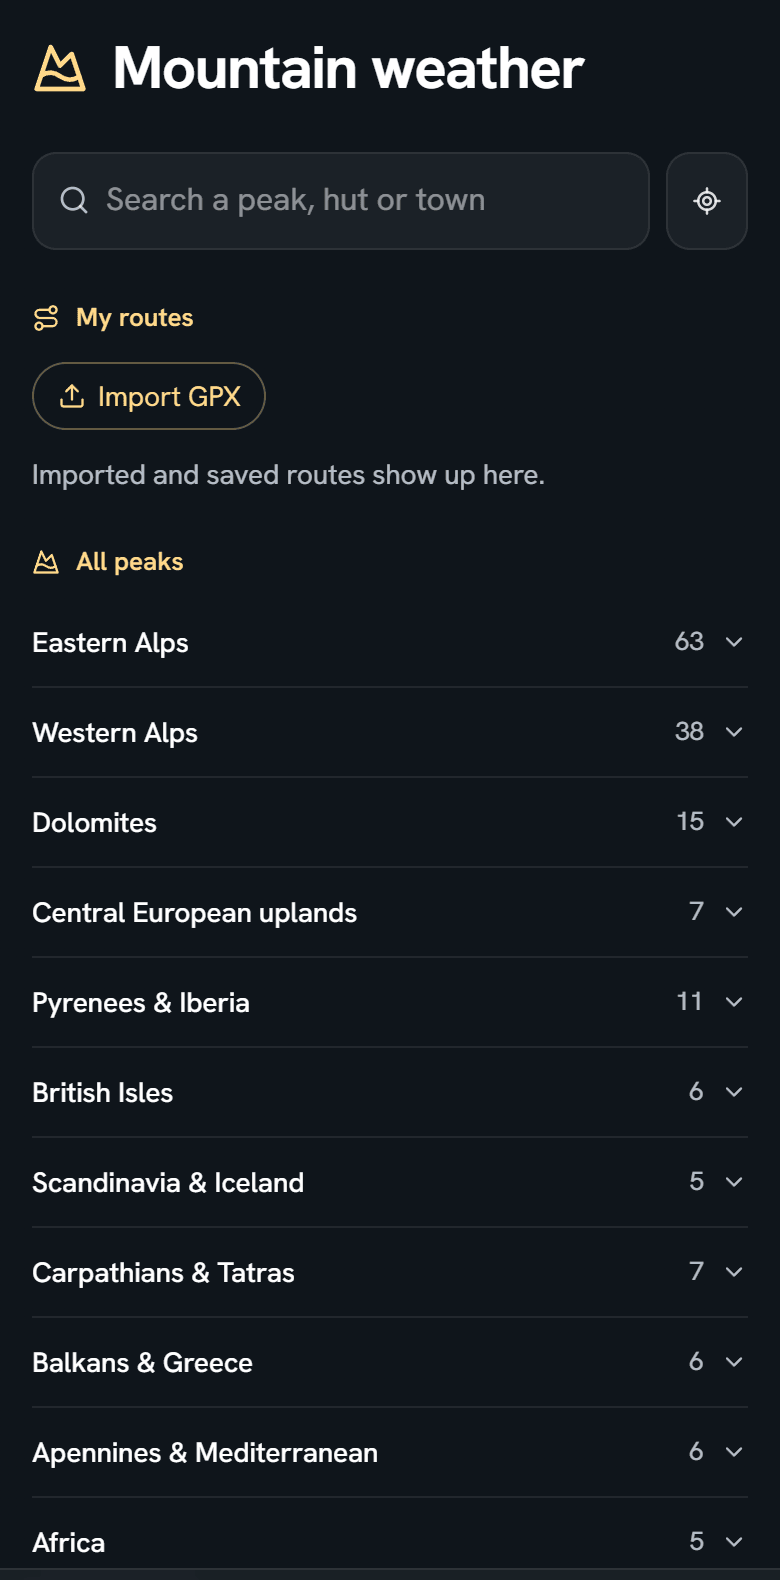 Mountain weather
Search a peak, hut or town
My routes
Import GPX
Imported and saved routes show up here.
All peaks
Eastern Alps 63
Western Alps 38
Dolomites 15
Central European uplands 7
Pyrenees & Iberia 11
British Isles 6
Scandinavia & Iceland 5
Carpathians & Tatras 7
Balkans & Greece 6
Apennines & Mediterranean 6
Africa 5